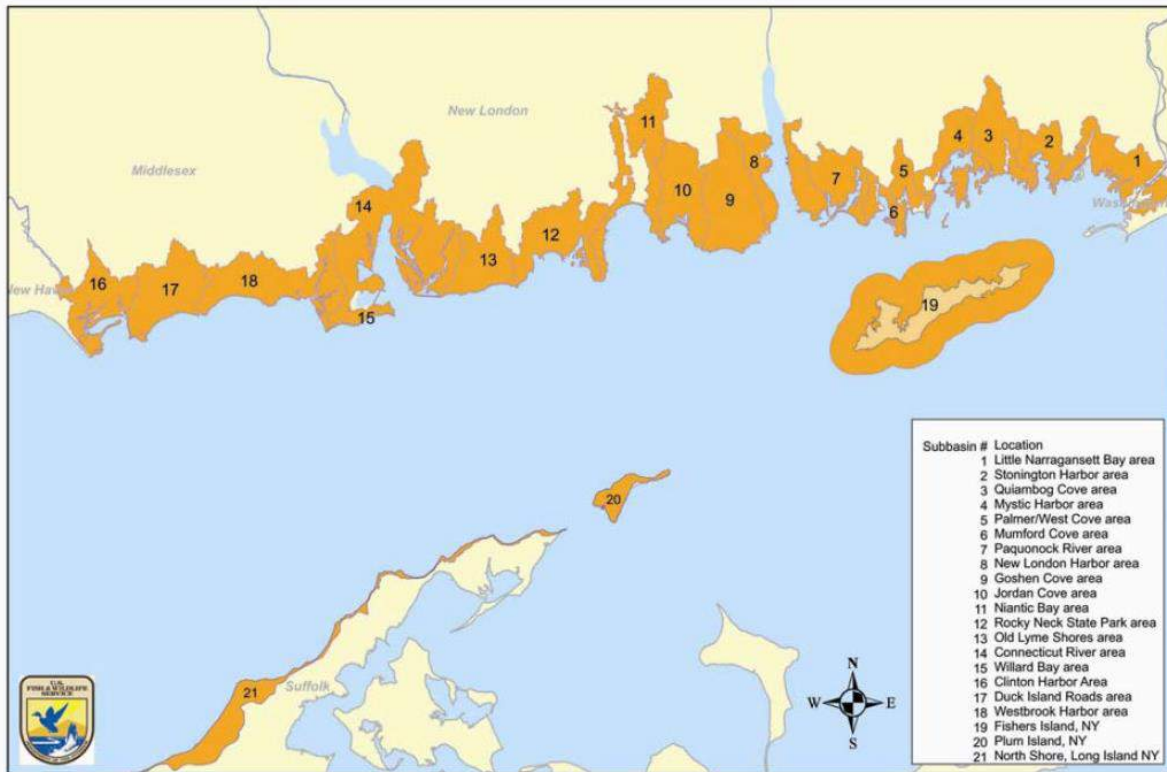 New London
Middlesex
11
4
3
2
1
8
5
7
10
9
14
6
Washington
12
13
16
17
18
New Haven
15
19
20
21
Suffolk
N
W
E
S
U.S.
FISH & WILDLIFE
SERVICE
Subbasin # Location
1 Little Narragansett Bay area
2 Stonington Harbor area
3 Quiambog Cove area
4 Mystic Harbor area
5 Palmer/West Cove area
6 Mumford Cove area
7 Paquonock River area
8 New London Harbor area
9 Goshen Cove area
10 Jordan Cove area
11 Niantic Bay area
12 Rocky Neck State Park area
13 Old Lyme Shores area
14 Connecticut River area
15 Willard Bay area
16 Clinton Harbor Area
17 Duck Island Roads area
18 Westbrook Harbor area
19 Fishers Island, NY
20 Plum Island, NY
21 North Shore, Long Island NY